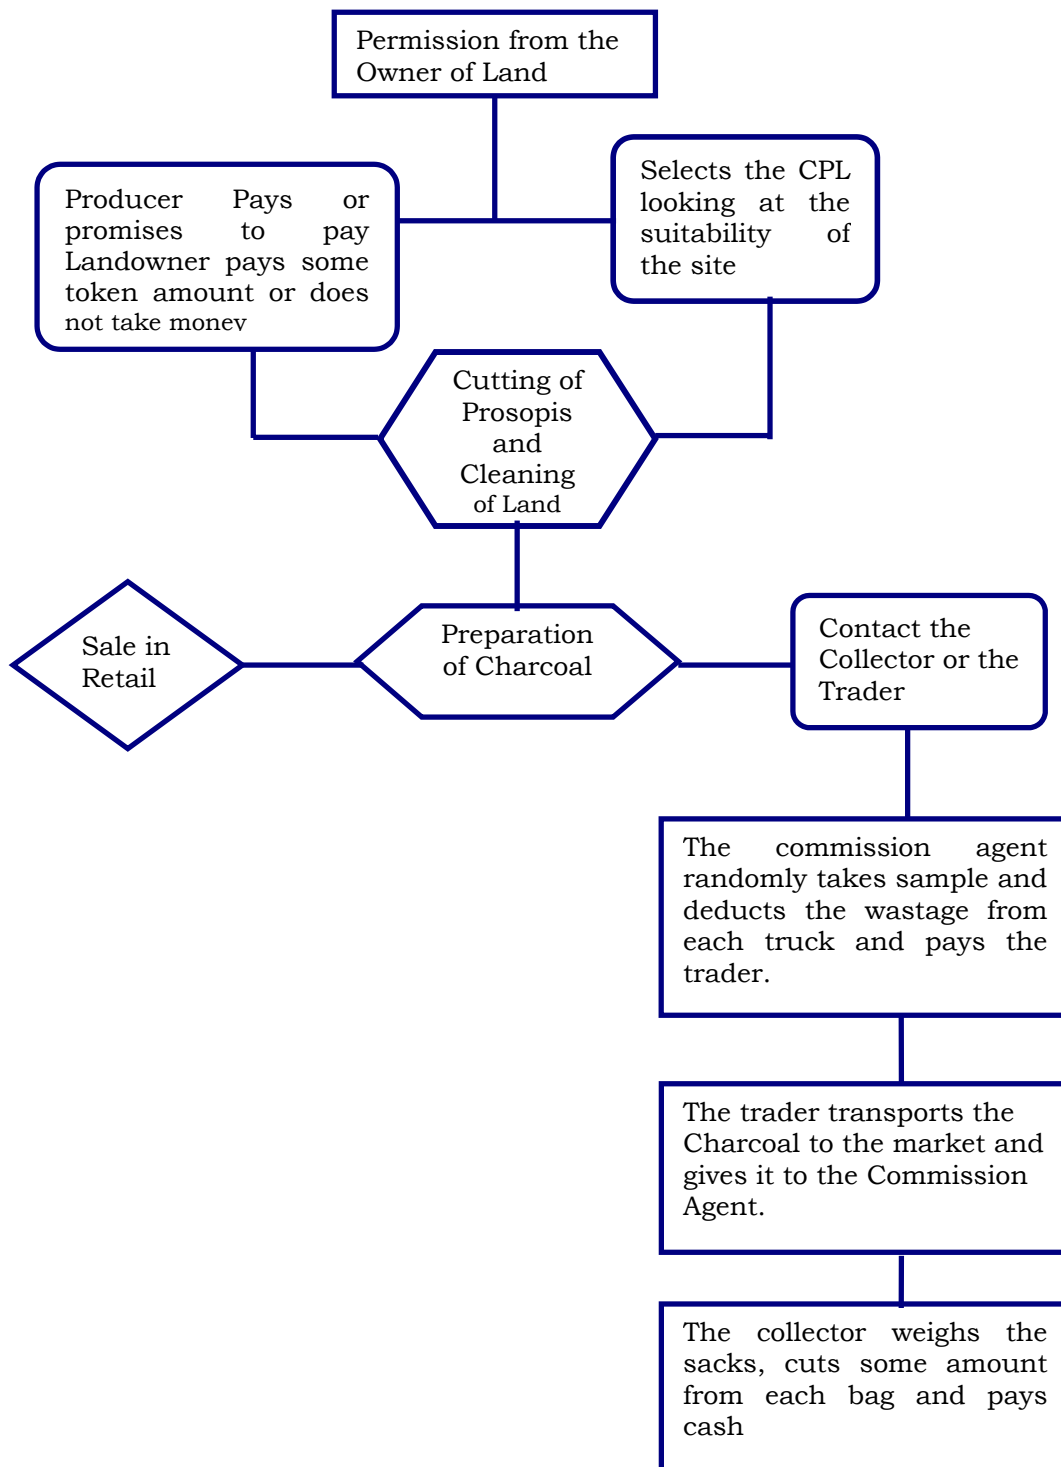 Permission from the
Owner of Land
Producer Pays or
promises to pay
Landowner pays some
token amount or does
not take monev
Selects the CPL
looking at the
suitability of
the site
Cutting of
Prosopis
and
Cleaning
of Land
Sale in
Retail
Preparation
of Charcoal
Contact the
Collector or the
Trader
The commission agent
randomly takes sample and
deducts the wastage from
each truck and pays the
trader.
The trader transports the
Charcoal to the market and
gives it to the Commission
Agent.
The collector weighs the
sacks, cuts some amount
from each bag and pays
cash